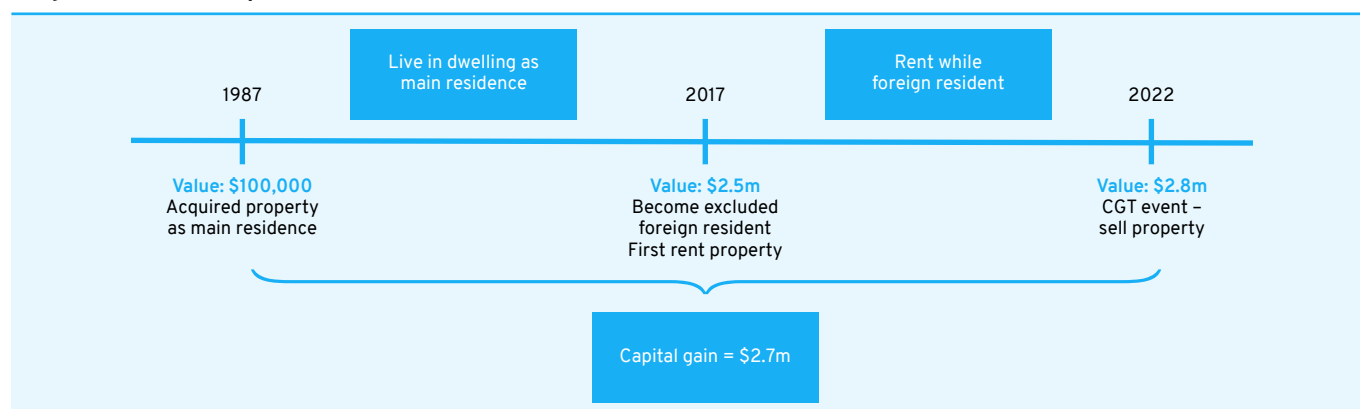 Live in dwelling as
main residence
Rent while
foreign resident
1987
2017
2022
Value: $100,000
Acquired property
as main residence
Value: $2.5m
Become excluded
foreign resident
First rent property
Value: $2.8m
CGT event –
sell property
Capital gain = $2.7m